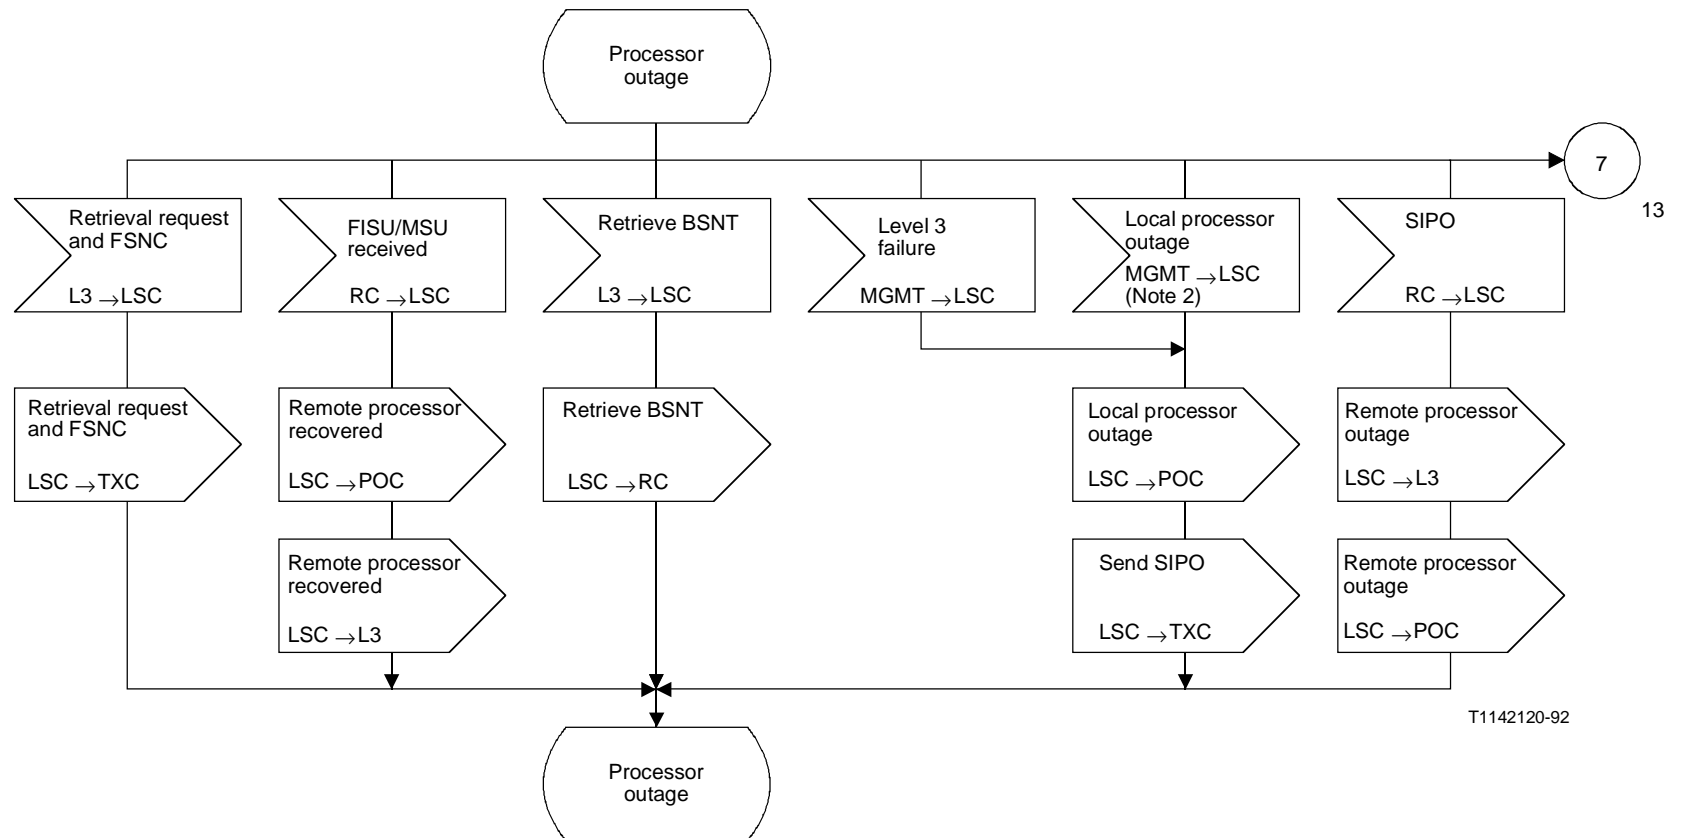 Processor
outage
7
13
Retrieval request
and FSNC
L3 →LSC
FISU/MSU
received
RC →LSC
Retrieve BSNT
L3 →LSC
Level 3
failure
MGMT →LSC
Local processor
outage
MGMT →LSC
(Note 2)
SIPO
RC →LSC
Retrieval request
and FSNC
LSC →TXC
Remote processor
recovered
LSC →POC
Retrieve BSNT
LSC →RC
Local processor
outage
LSC →POC
Remote processor
outage
LSC →L3
Remote processor
recovered
LSC →L3
Send SIPO
LSC →TXC
Remote processor
outage
LSC →POC
T1142120-92
Processor
outage